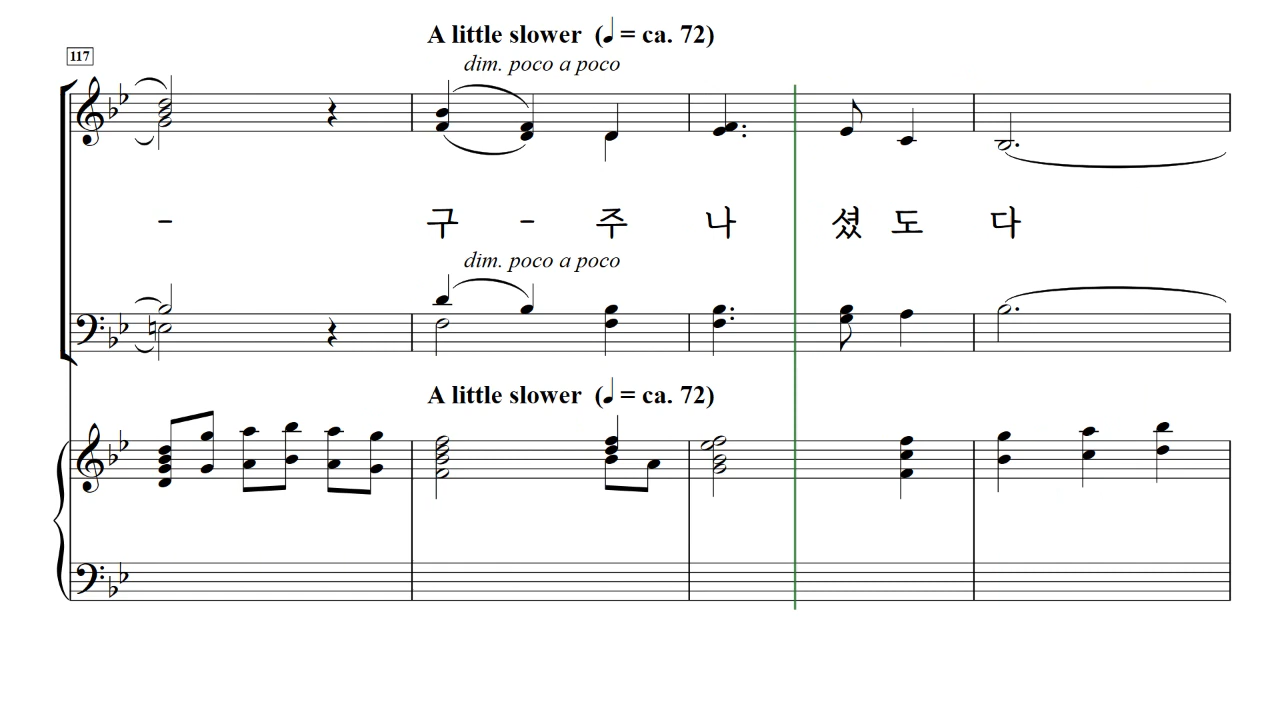 A little slower (♩ = ca. 72)
117
dim. poco a poco
- 구 - 주 나 셨 도 다
dim. poco a poco
A little slower (♩ = ca. 72)